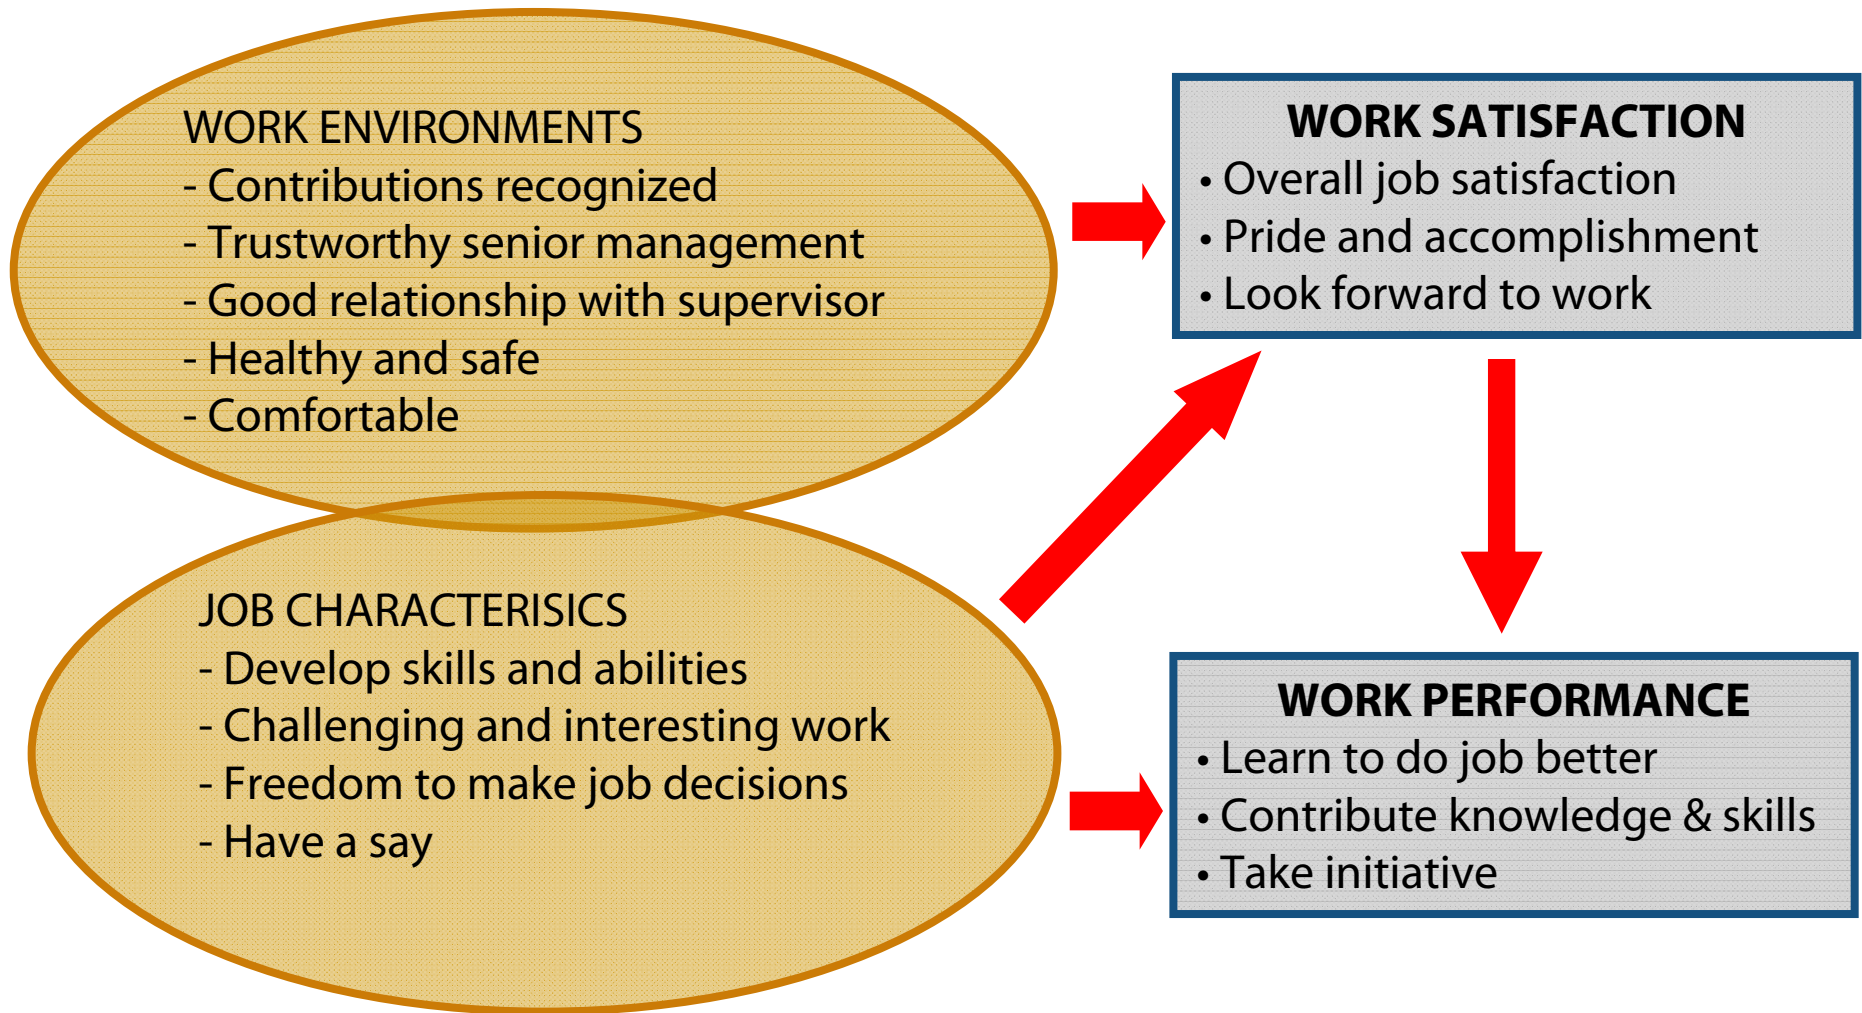 WORK ENVIRONMENTS
- Contributions recognized
- Trustworthy senior management
- Good relationship with supervisor
- Healthy and safe
- Comfortable
JOB CHARACTERISICS
- Develop skills and abilities
- Challenging and interesting work
- Freedom to make job decisions
- Have a say
WORK SATISFACTION
• Overall job satisfaction
• Pride and accomplishment
• Look forward to work
WORK PERFORMANCE
• Learn to do job better
• Contribute knowledge & skills
• Take initiative